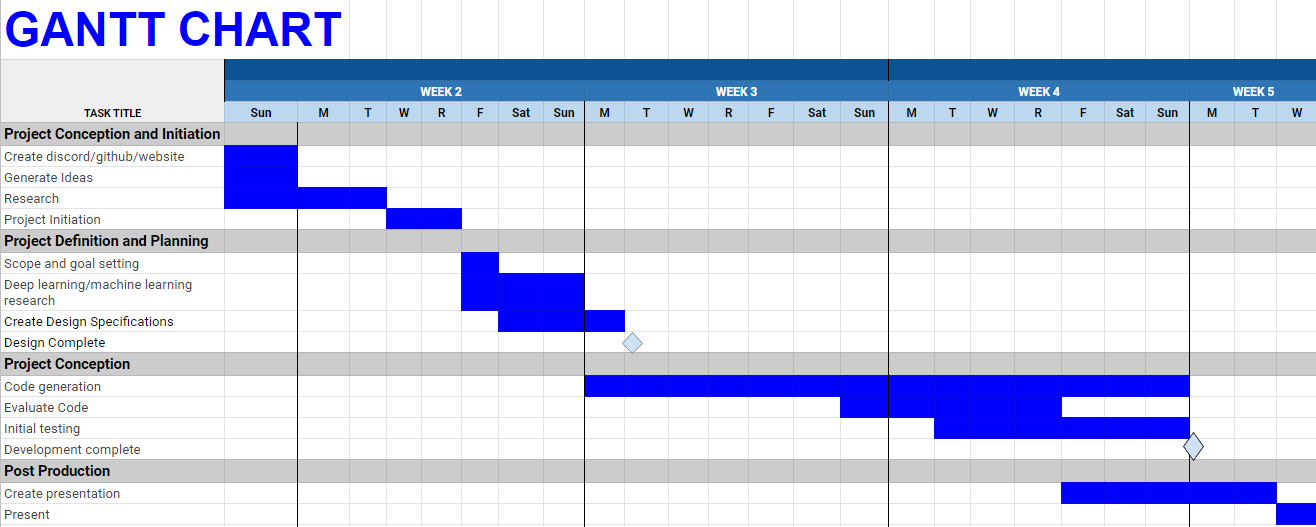 GANTT CHART
WEEK 2 WEEK 3 WEEK 4 WEEK 5
TASK TITLE Sun M T W R F Sat Sun M T W R F Sat Sun M T W R F Sat Sun M T W
Project Conception and Initiation
Create discord/github/website
Generate Ideas
Research
Project Initiation
Project Definition and Planning
Scope and goal setting
Deep learning/machine learning
research
Create Design Specifications
Design Complete
Project Conception
Code generation
Evaluate Code
Initial testing
Development complete
Post Production
Create presentation
Present